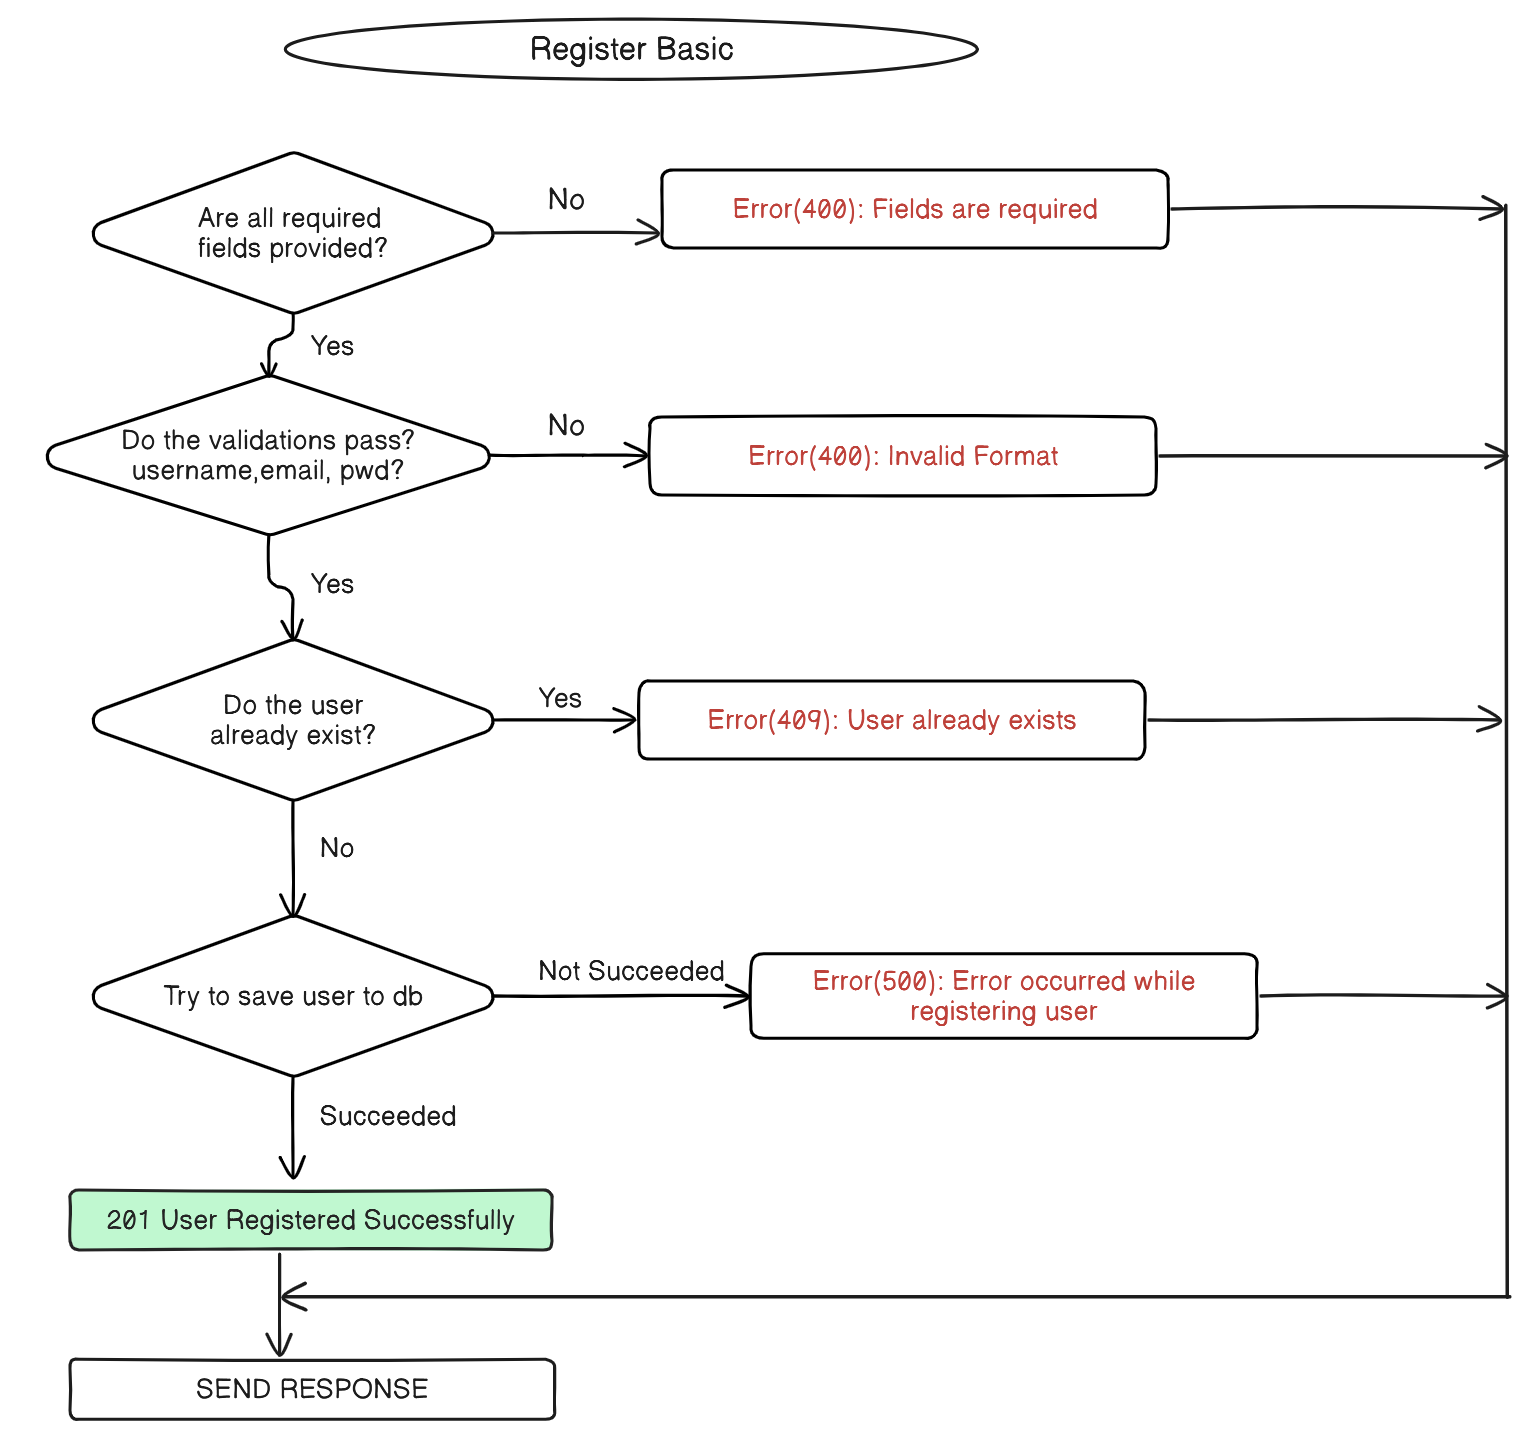 Register Basic
Are all required
fields provided?
No
Error(400): Fields are required
Yes
Do the validations pass?
username,email, pwd?
No
Error(400): Invalid Format
Yes
Do the user
already exist?
Yes
Error(409): User already exists
No
Try to save user to db
Not Succeeded
Error(500): Error occurred while
registering user
Succeeded
201 User Registered Successfully
SEND RESPONSE